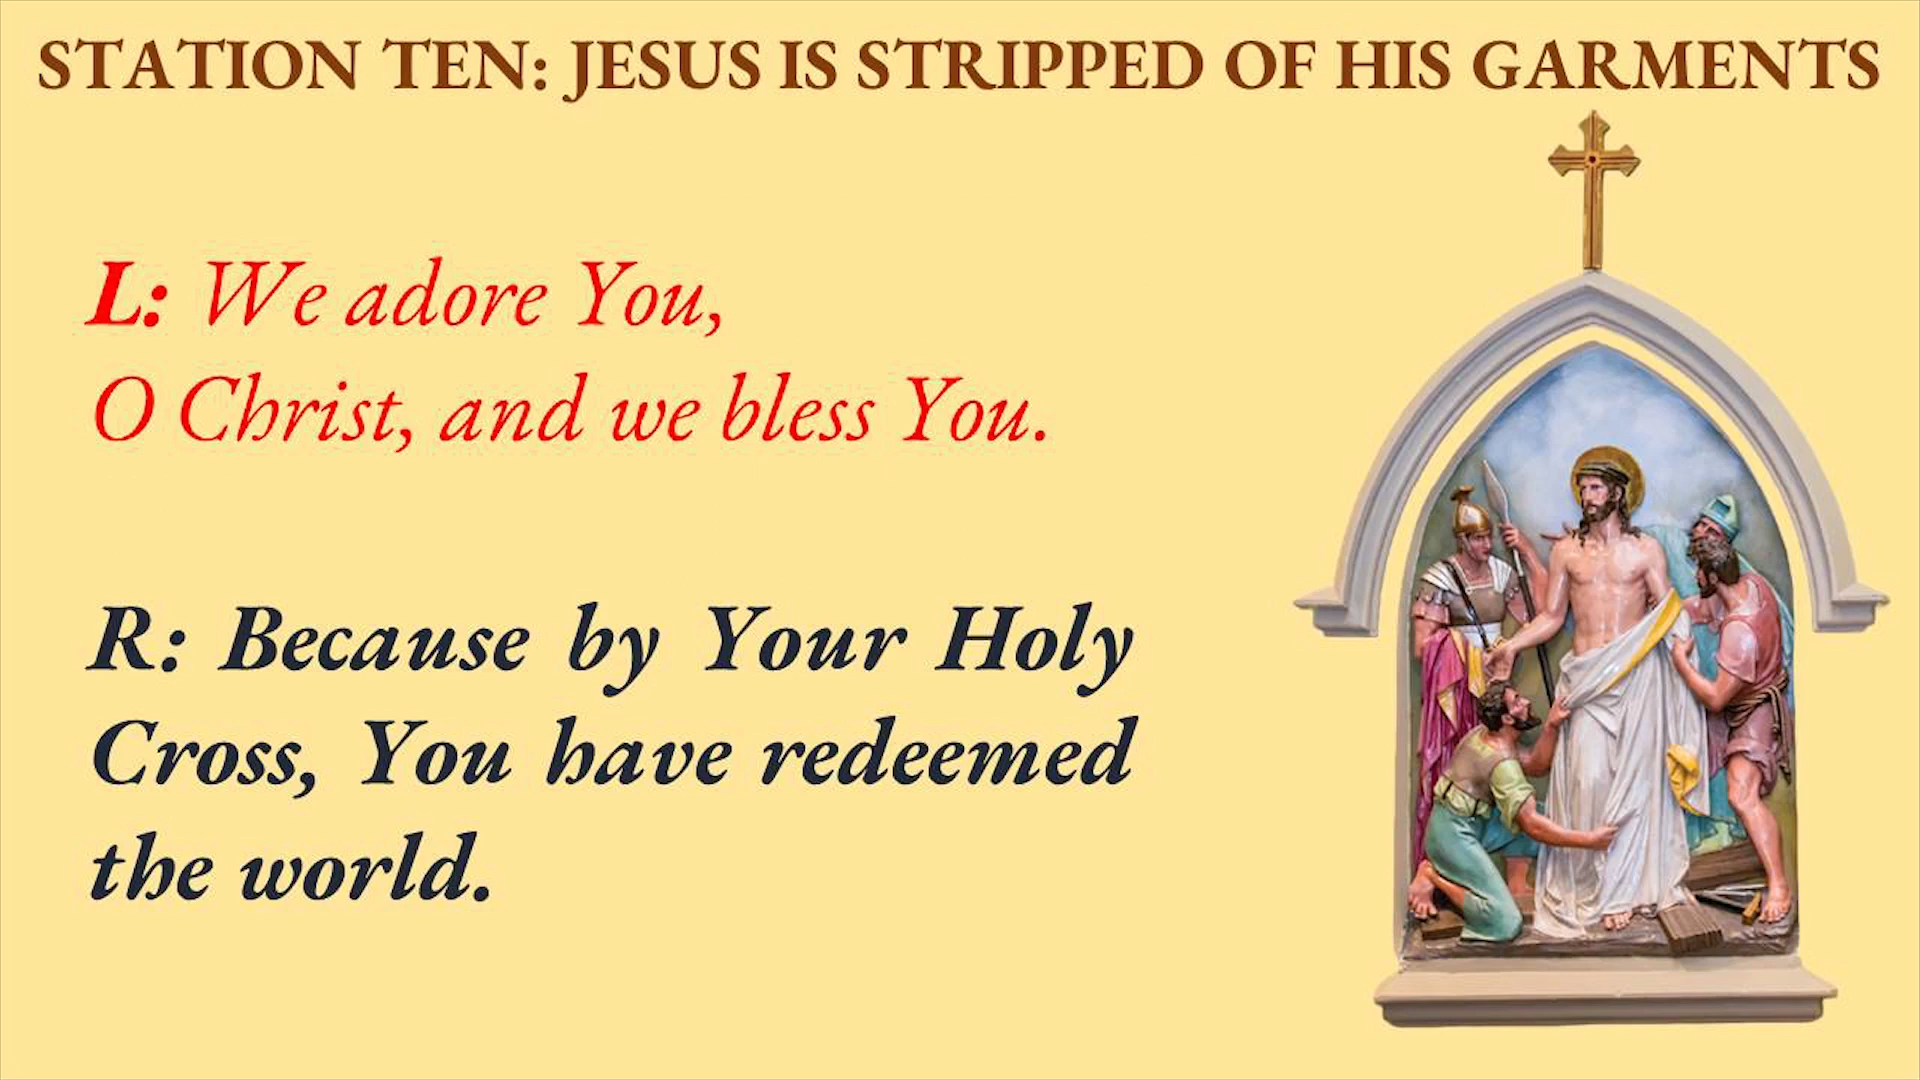 STATION TEN: JESUS IS STRIPPED OF HIS GARMENTS
L: We adore You,
O Christ, and we bless You.
R: Because by Your Holy
Cross, You have redeemed
the world.